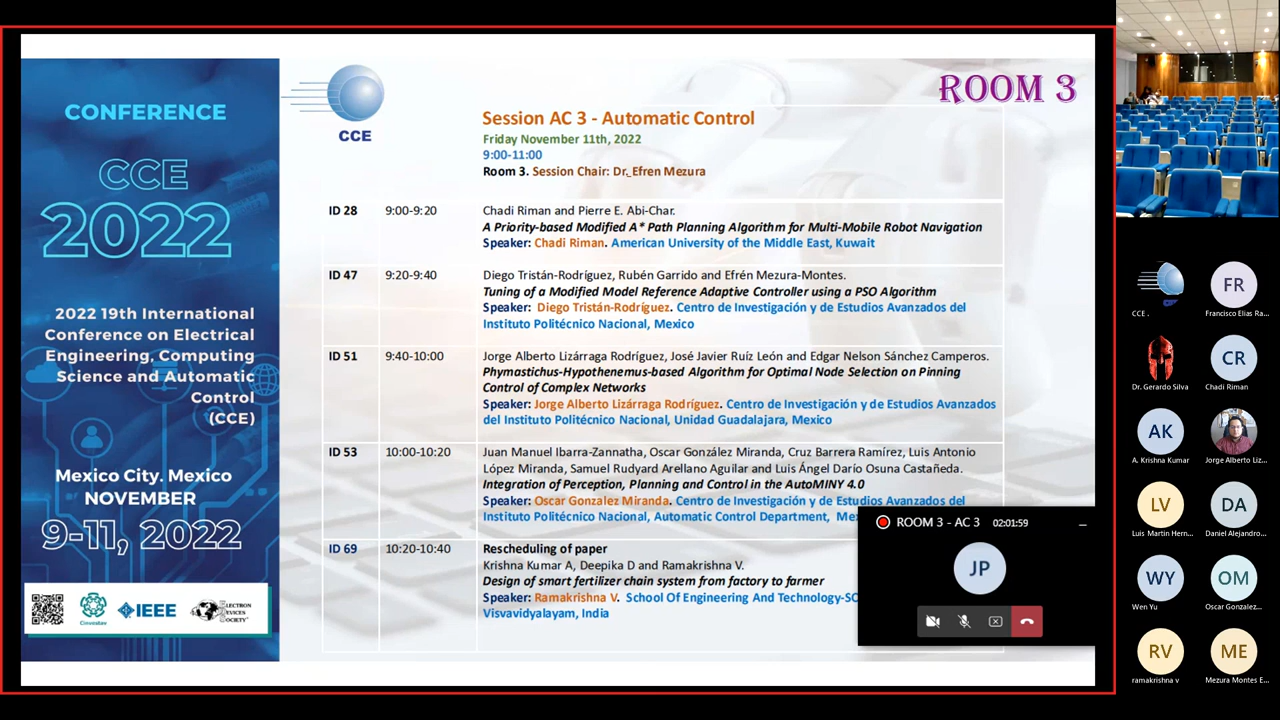 CONFERENCE
CCE
2022
2022 19th International
Conference on Electrical
Engineering, Computing
Science and Automatic
Control
(CCE)
Mexico City. Mexico
NOVEMBER
9-11, 2022
Cinvestav
IEEE
ELECTRON
DEVICES
SOCIETY
CCE
ROOM 3
Session AC 3 - Automatic Control
Friday November 11th, 2022
9:00-11:00
Room 3. Session Chair: Dr. Efren Mezura
ID 28 9:00-9:20 Chadi Riman and Pierre E. Abi-Char.
A Priority-based Modified A* Path Planning Algorithm for Multi-Mobile Robot Navigation
Speaker: Chadi Riman. American University of the Middle East, Kuwait
ID 47 9:20-9:40 Diego Tristán-Rodríguez, Rubén Garrido and Efrén Mezura-Montes.
Tuning of a Modified Model Reference Adaptive Controller using a PSO Algorithm
Speaker: Diego Tristán-Rodríguez. Centro de Investigación y de Estudios Avanzados del
Instituto Politécnico Nacional, Mexico
ID 51 9:40-10:00 Jorge Alberto Lizárraga Rodríguez, José Javier Ruíz León and Edgar Nelson Sánchez Camperos.
Phymastichus-Hypothenemus-based Algorithm for Optimal Node Selection on Pinning
Control of Complex Networks
Speaker: Jorge Alberto Lizárraga Rodríguez. Centro de Investigación y de Estudios Avanzados
del Instituto Politécnico Nacional, Unidad Guadalajara, Mexico
ID 53 10:00-10:20 Juan Manuel Ibarra-Zannatha, Oscar González Miranda, Cruz Barrera Ramírez, Luis Antonio
López Miranda, Samuel Rudyard Arellano Aguilar and Luis Ángel Darío Osuna Castañeda.
Integration of Perception, Planning and Control in the AutoMINY 4.0
Speaker: Oscar Gonzalez Miranda. Centro de Investigación y de Estudios Avanzados del
Instituto Politécnico Nacional, Automatic Control Department, Mex
ID 69 10:20-10:40 Rescheduling of paper
Krishna Kumar A, Deepika D and Ramakrishna V.
Design of smart fertilizer chain system from factory to farmer
Speaker: Ramakrishna V. School Of Engineering And Technology-SC
Visvavidyalayam, India
ROOM 3 - AC 3 02:01:59
JP
CCE .
FR
Francisco Elias Ra...
Dr. Gerardo Silva
CR
Chadi Riman
AK
A. Krishna Kumar
Jorge Alberto Liz...
LV
Luis Martin Hern...
DA
Daniel Alejandro...
WY
Wen Yu
OM
Oscar Gonzalez...
RV
ramakrishna v
ME
Mezura Montes E...